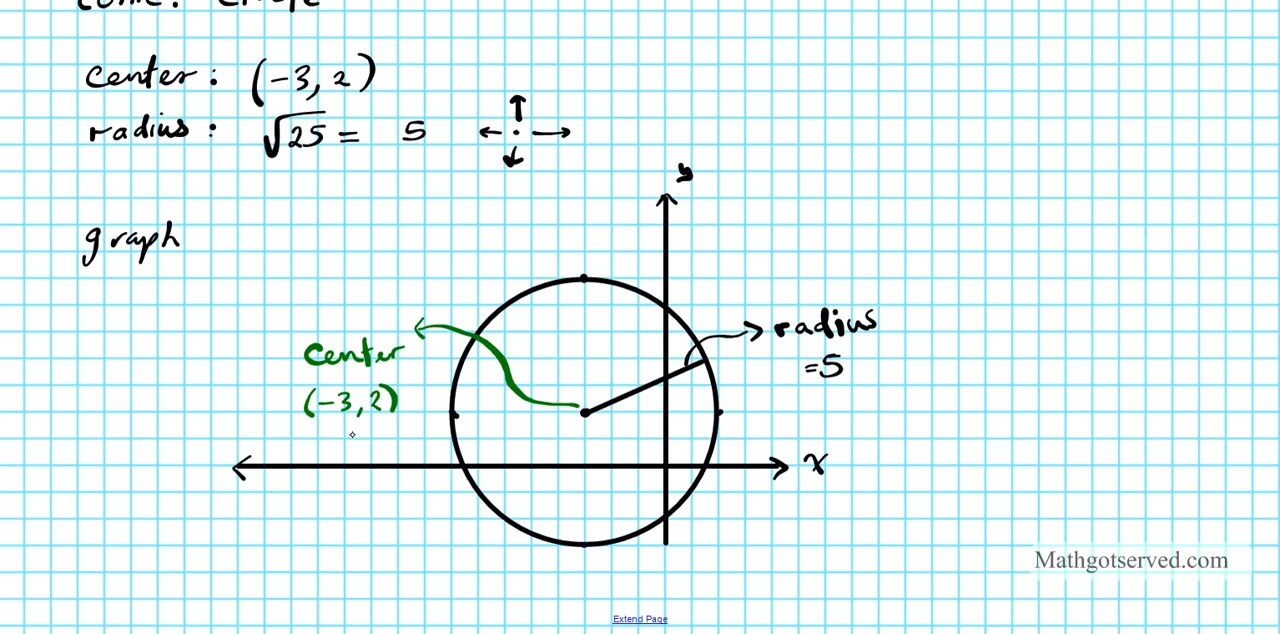 center: (-3, 2)
radius: √25 = 5
y
graph
radius
=5
center
(-3, 2)
x
Mathgotserved.com
Extend Page